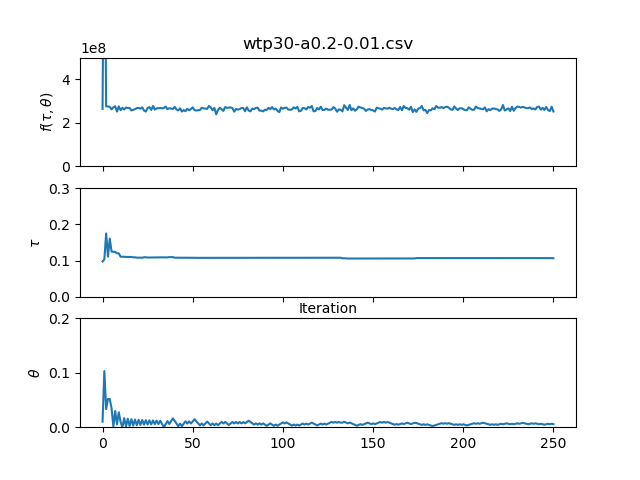 wtp30-a0.2-0.01.csv
1e8
4
2
0
f(τ, θ)
0.3
0.2
0.1
0.0
τ
Iteration
0.2
0.1
0.0
θ
0 50 100 150 200 250